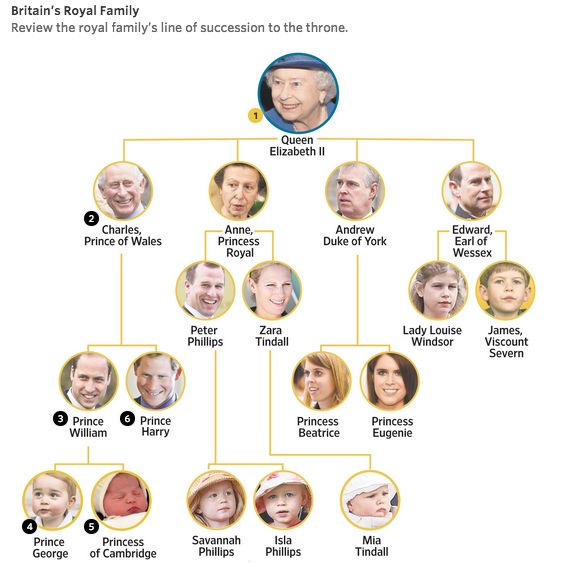 Britain's Royal Family
Review the royal family's line of succession to the throne.
1
Queen
Elizabeth II
2
Charles,
Prince of Wales
Anne,
Princess
Royal
Andrew
Duke of York
Edward,
Earl of
Wessex
Peter
Phillips
Zara
Tindall
Lady Louise
Windsor
James,
Viscount
Severn
3 Prince
William
6 Prince
Harry
Princess
Beatrice
Princess
Eugenie
4
Prince
George
5
Princess
of Cambridge
Savannah
Phillips
Isla
Phillips
Mia
Tindall